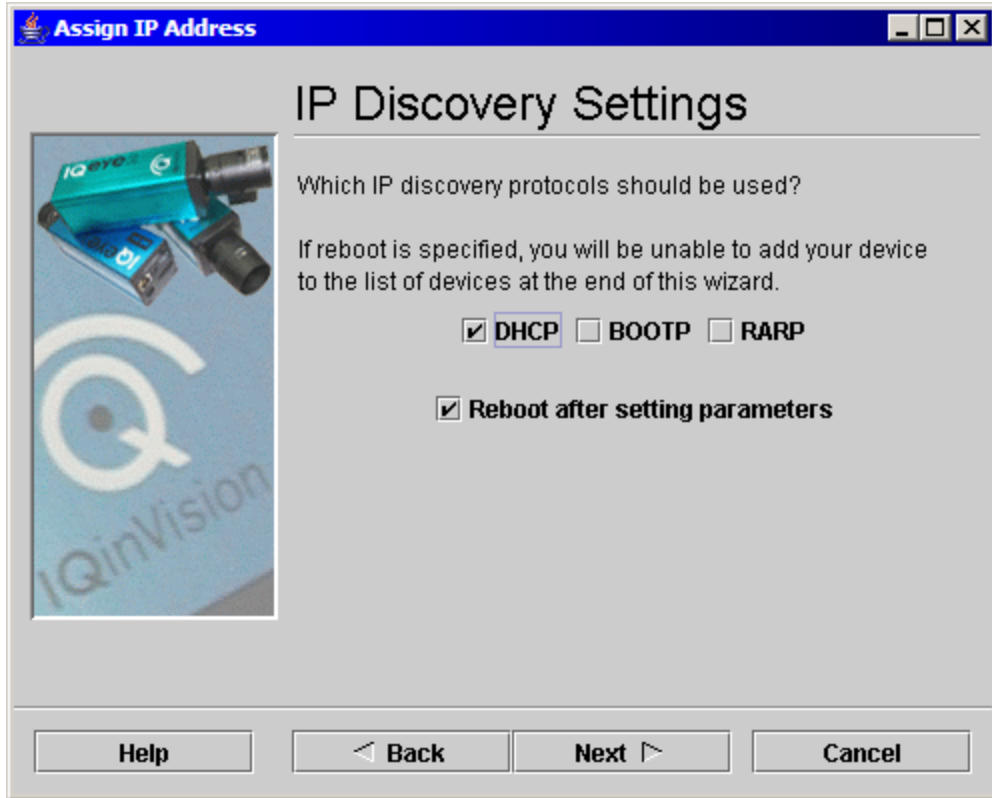 Assign IP Address
IP Discovery Settings
IQeye
IQeye
Which IP discovery protocols should be used?
If reboot is specified, you will be unable to add your device
to the list of devices at the end of this wizard.
DHCP BOOTP RARP
Reboot after setting parameters
IQinVision
Help Back Next Cancel